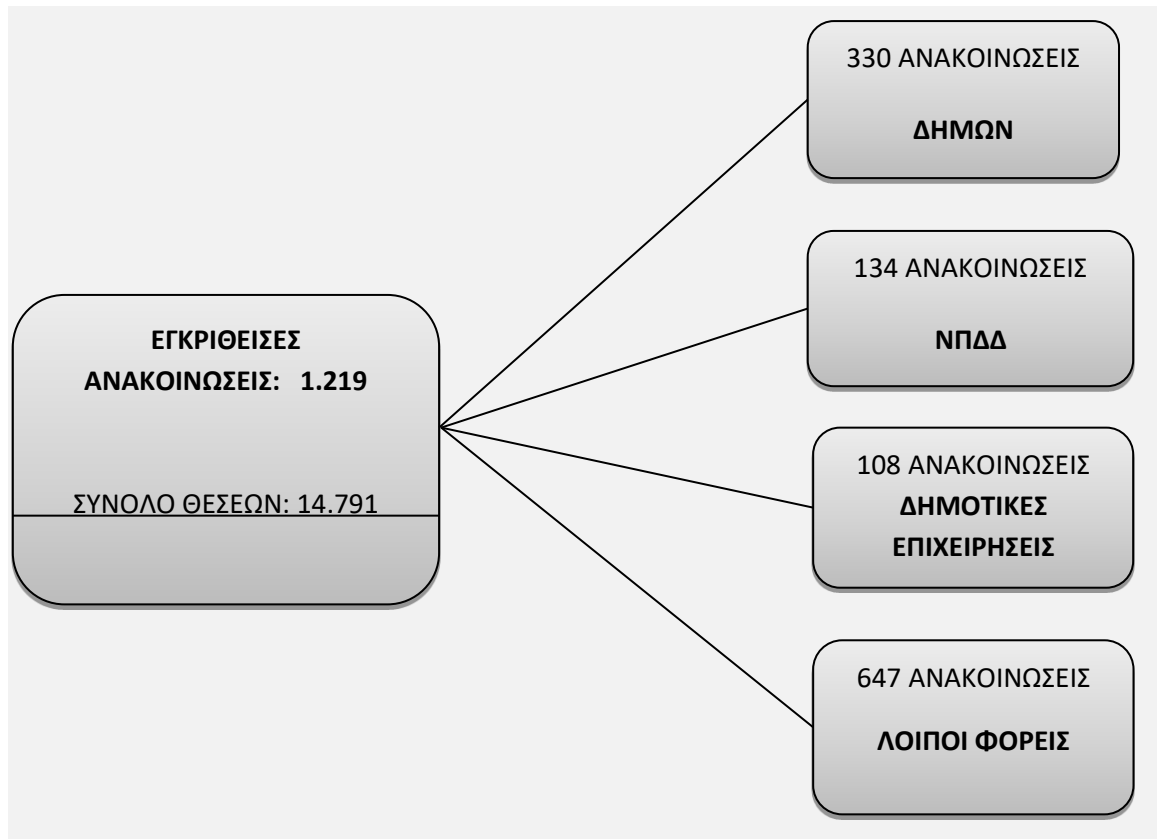 ΕΓΚΡΙΘΕΙΣΕΣ
ΑΝΑΚΟΙΝΩΣΕΙΣ: 1.219
ΣΥΝΟΛΟ ΘΕΣΕΩΝ: 14.791
330 ΑΝΑΚΟΙΝΩΣΕΙΣ
ΔΗΜΩΝ
134 ΑΝΑΚΟΙΝΩΣΕΙΣ
ΝΠΔΔ
108 ΑΝΑΚΟΙΝΩΣΕΙΣ
ΔΗΜΟΤΙΚΕΣ
ΕΠΙΧΕΙΡΗΣΕΙΣ
647 ΑΝΑΚΟΙΝΩΣΕΙΣ
ΛΟΙΠΟΙ ΦΟΡΕΙΣ